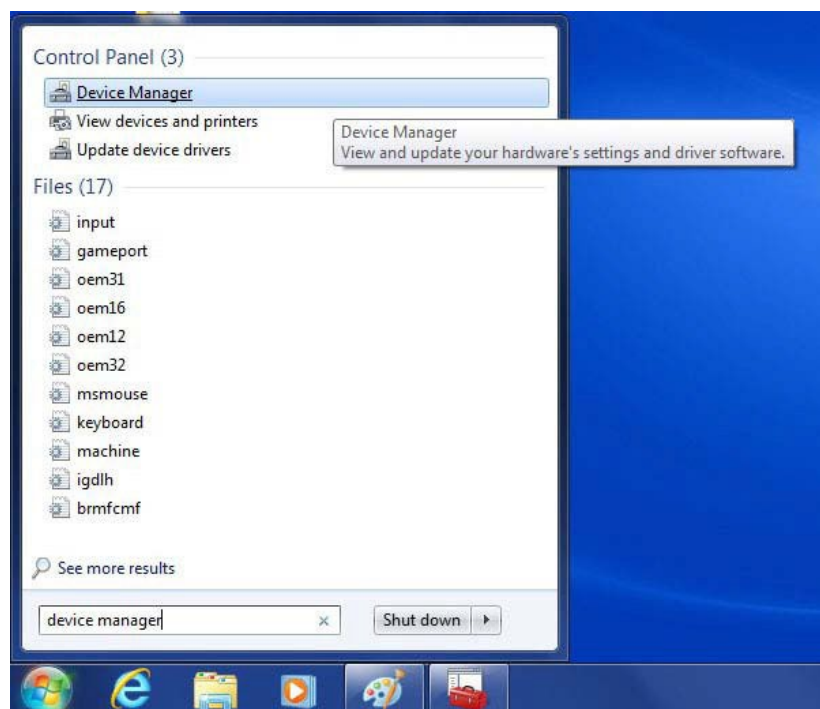 Control Panel (3)
Device Manager
View devices and printers
Update device drivers
Device Manager
View and update your hardware's settings and driver software.
Files (17)
input
gameport
oem31
oem16
oem12
oem32
msmouse
keyboard
machine
igdlh
brmfcmf
See more results
device manager
Shut down